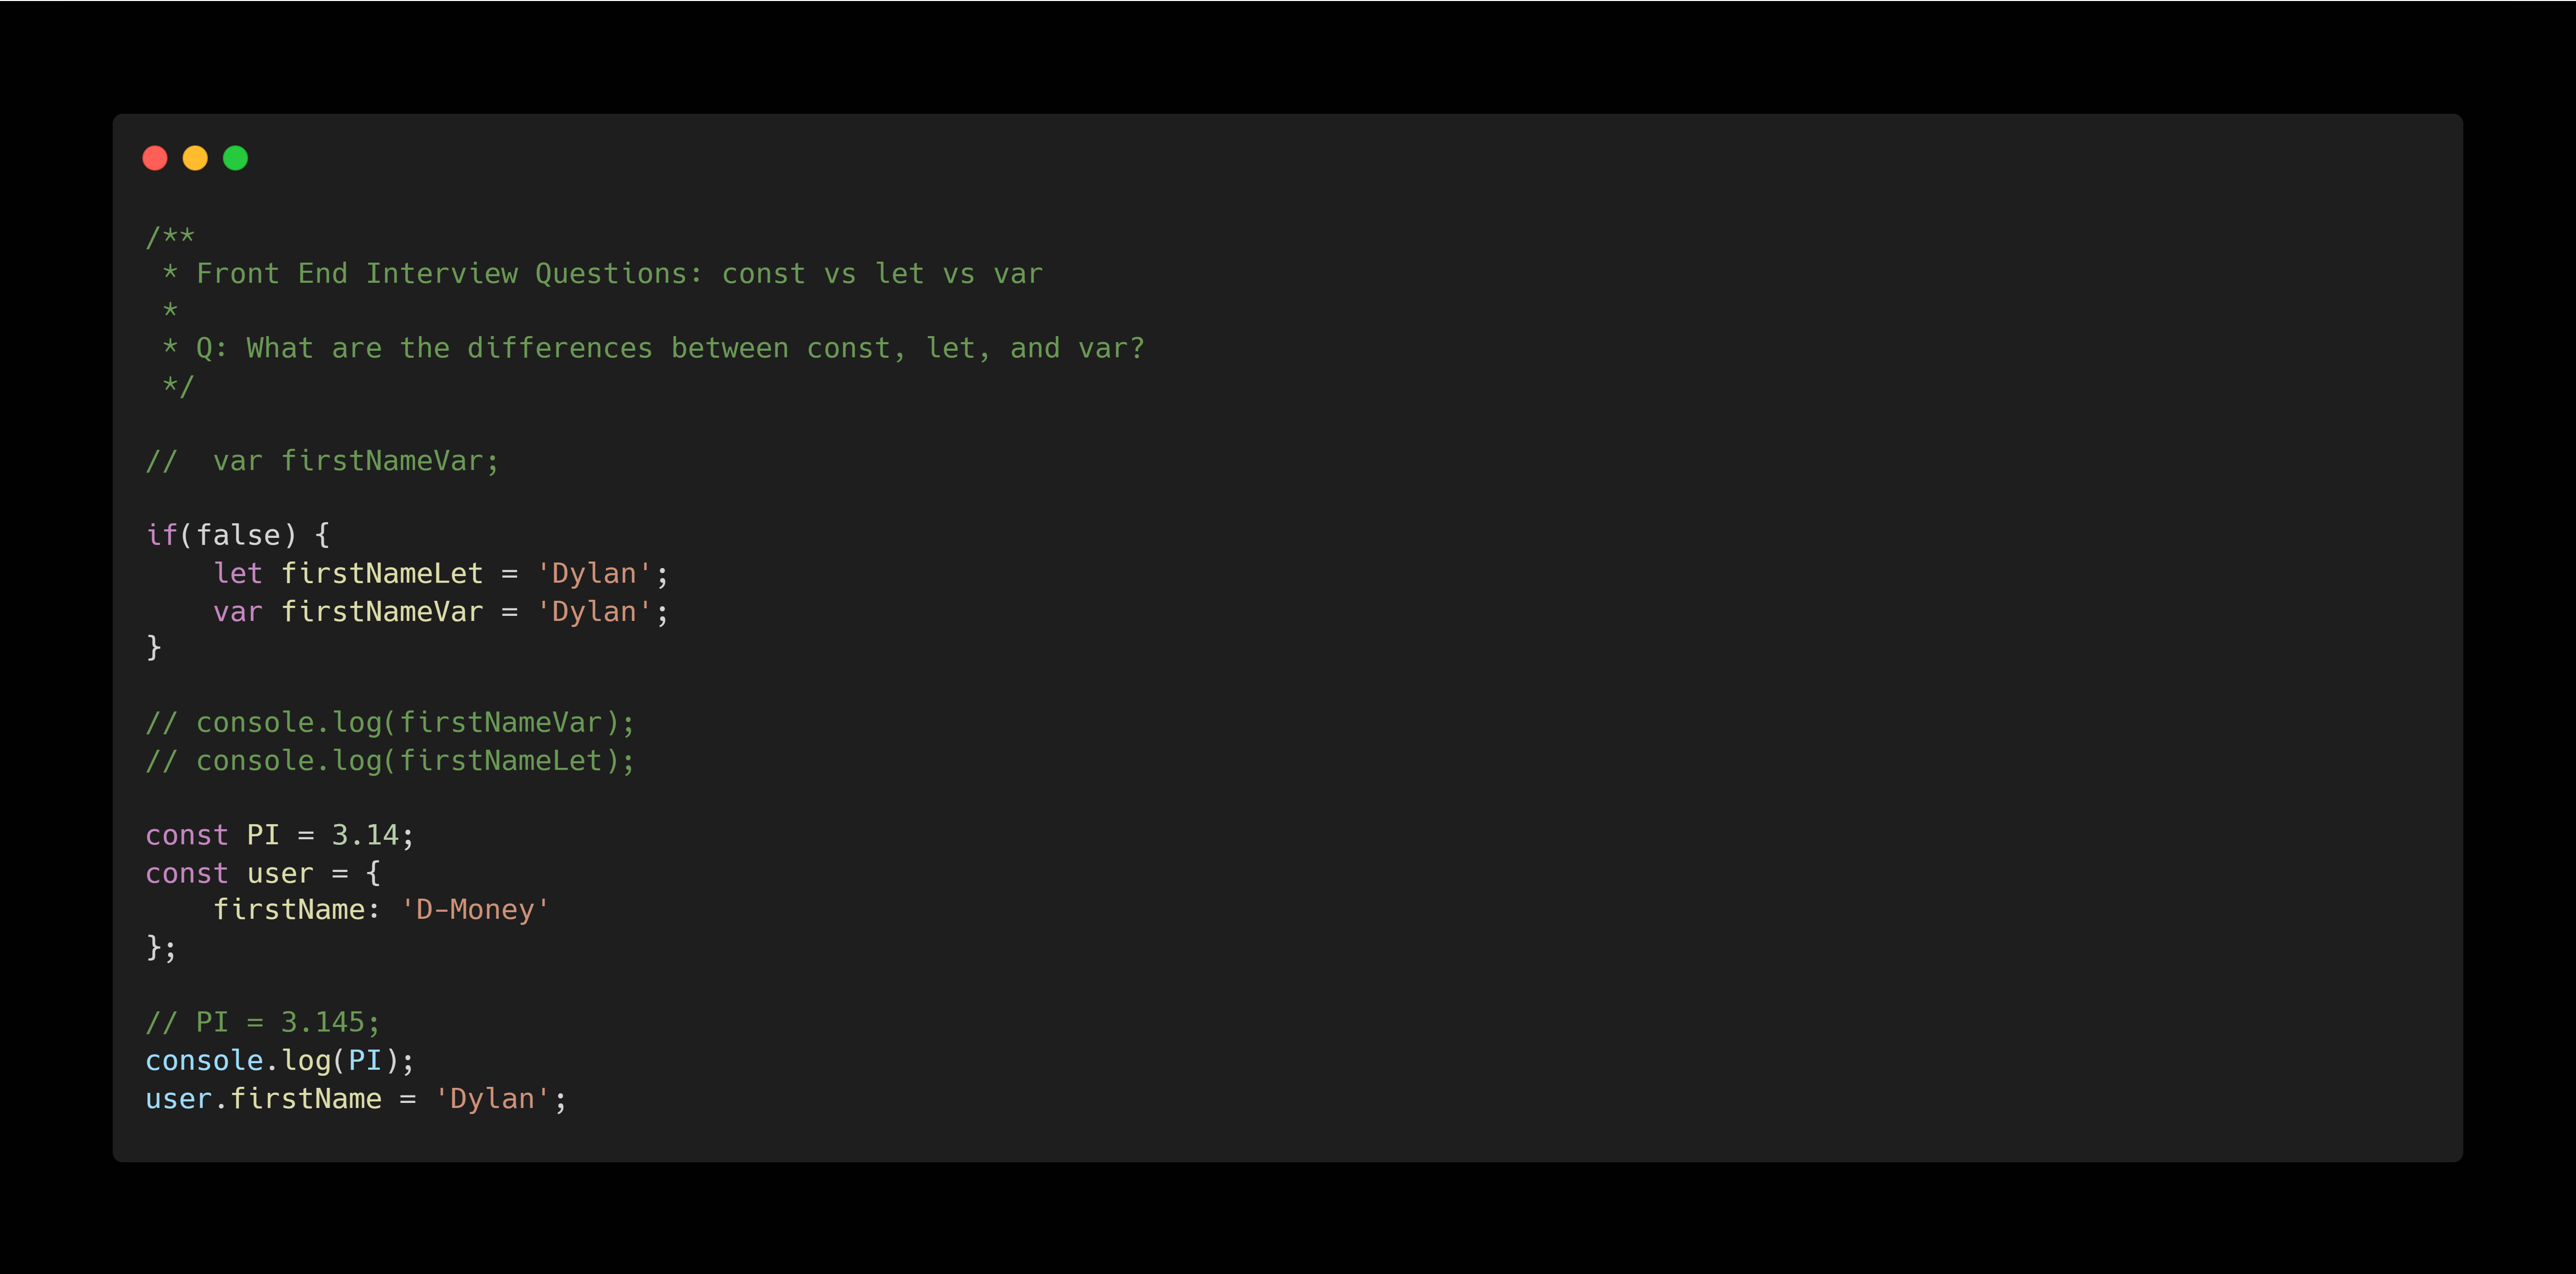 /**
 * Front End Interview Questions: const vs let vs var
 *
 * Q: What are the differences between const, let, and var?
 */

//  var firstNameVar;

if(false) {
    let firstNameLet = 'Dylan';
    var firstNameVar = 'Dylan';
}

// console.log(firstNameVar);
// console.log(firstNameLet);

const PI = 3.14;
const user = {
    firstName: 'D-Money'
};

// PI = 3.145;
console.log(PI);
user.firstName = 'Dylan';